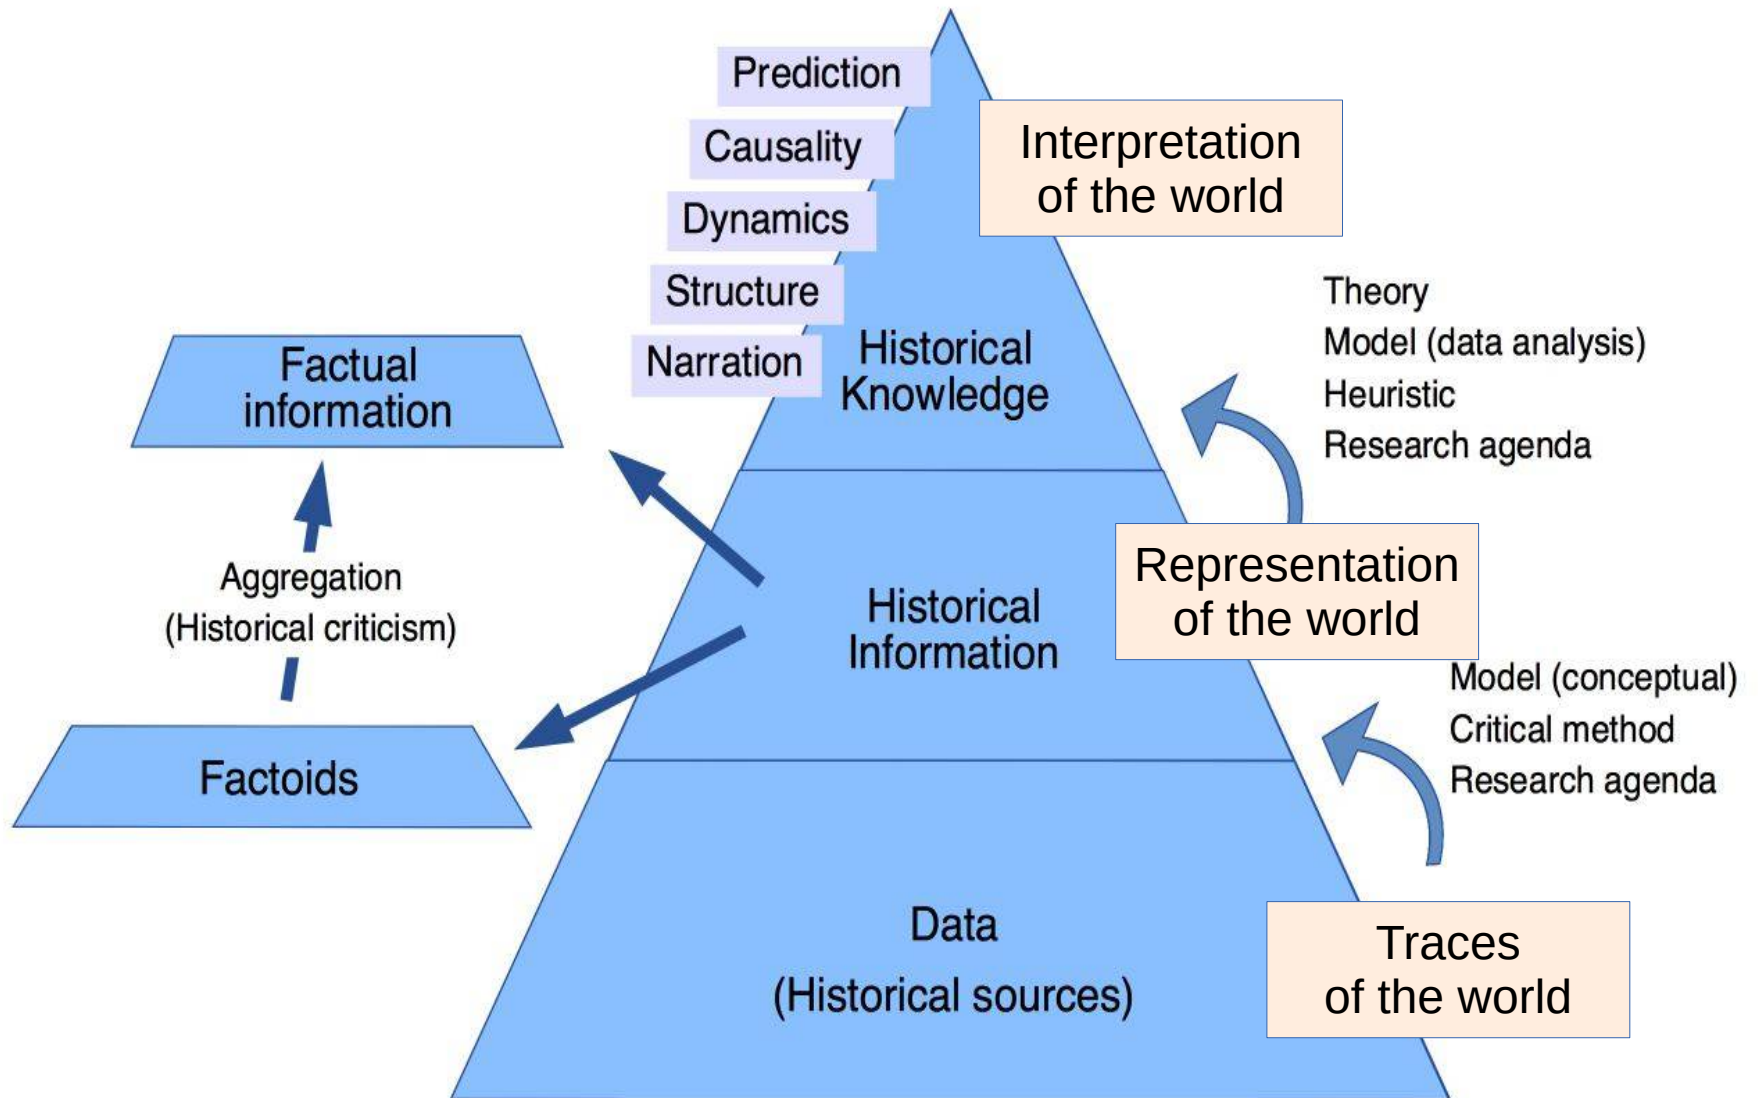 Prediction
Causality
Dynamics
Structure
Narration
Interpretation
of the world
Historical
Knowledge
Theory
Model (data analysis)
Heuristic
Research agenda
Factual
information
Aggregation
(Historical criticism)
Factoids
Historical
Information
Representation
of the world
Model (conceptual)
Critical method
Research agenda
Data
(Historical sources)
Traces
of the world